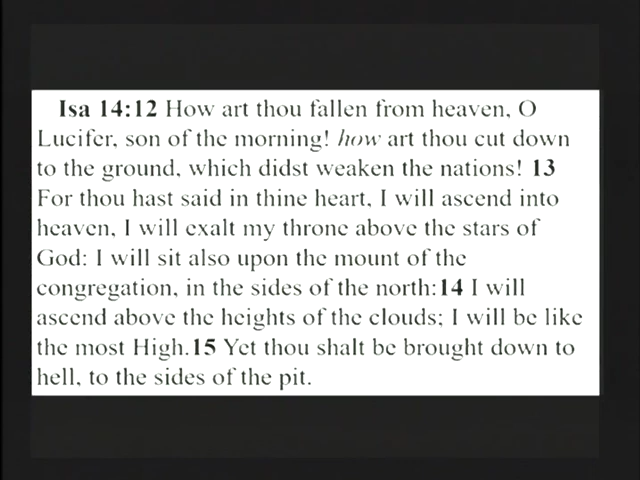 Isa 14:12 How art thou fallen from heaven, O
Lucifer, son of the morning! how art thou cut down
to the ground, which didst weaken the nations! 13
For thou hast said in thine heart, I will ascend into
heaven, I will exalt my throne above the stars of
God: I will sit also upon the mount of the
congregation, in the sides of the north:14 I will
ascend above the heights of the clouds; I will be like
the most High.15 Yet thou shalt be brought down to
hell, to the sides of the pit.